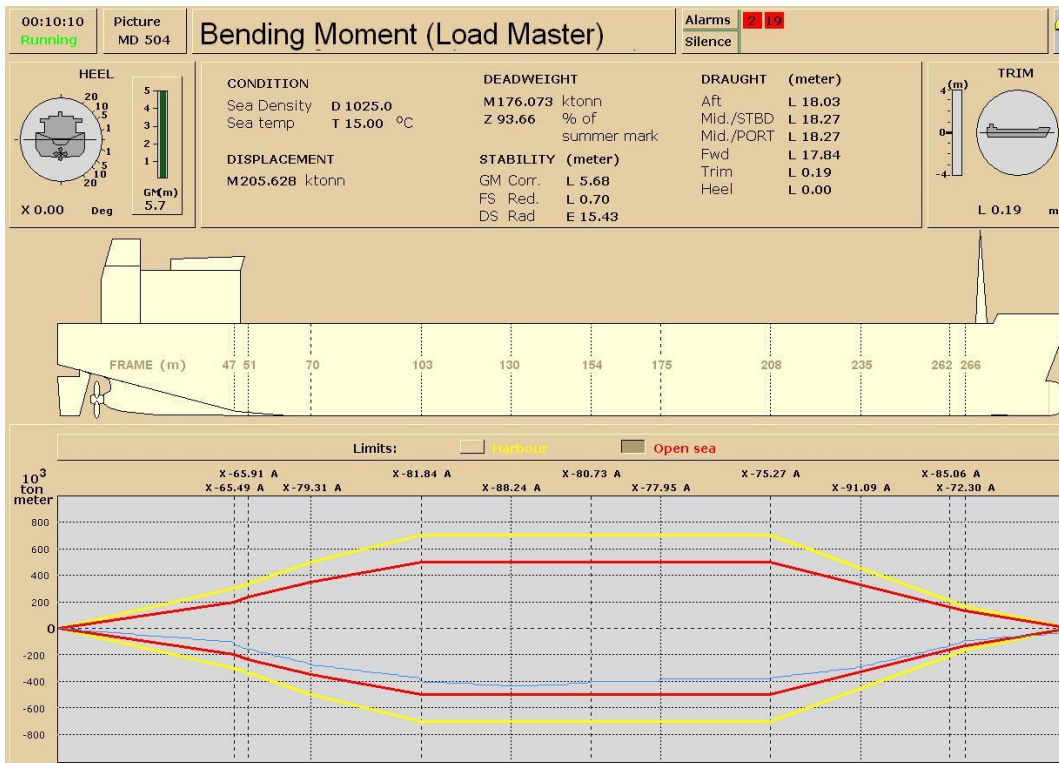 00:10:10
Running
Picture
MD 504
Bending Moment (Load Master)
Alarms 2 19
Silence
HEEL
20
10
5
1
1
5
10
20
5
4
3
2
1
GM(m)
5.7
X 0.00 Deg
CONDITION
Sea Density D 1025.0
Sea temp T 15.00 °C
DISPLACEMENT
M205.628 ktonn
DEADWEIGHT
M176.073 ktonn
Z 93.66 % of
summer mark
STABILITY (meter)
GM Corr. L 5.68
FS Red. L 0.70
DS Rad E 15.43
DRAUGHT (meter)
Aft L 18.03
Mid./STBD L 18.27
Mid./PORT L 18.27
Fwd L 17.84
Trim L 0.19
Heel L 0.00
TRIM
(m)
4
0
-4
L 0.19 m
FRAME (m) 47 51 70 103 130 154 175 208 235 262 266
Limits: Harbour Open sea
X-65.91 A X-81.84 A X-80.73 A X-75.27 A X-85.06 A
X-65.49 A X-79.31 A X-88.24 A X-77.95 A X-91.09 A X-72.30 A
10³
ton
meter
800
600
400
200
0
-200
-400
-600
-800